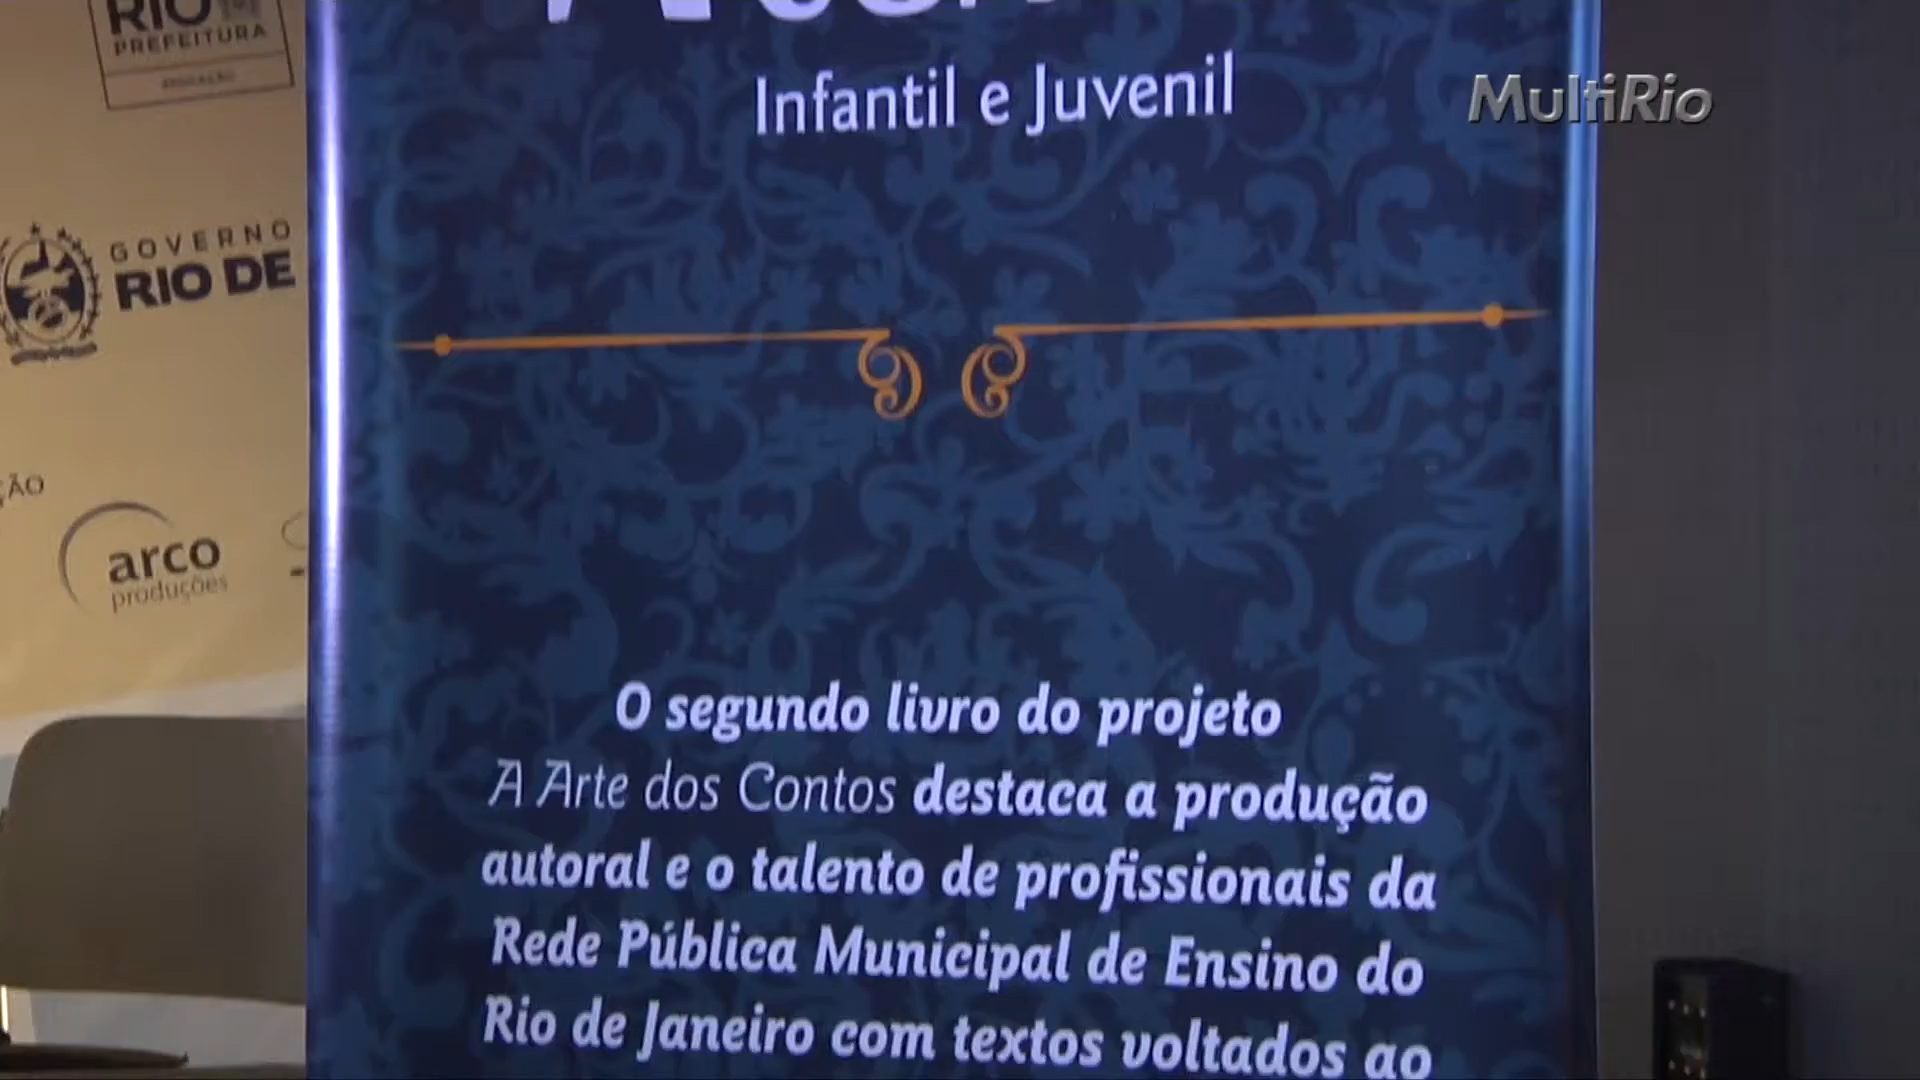 RIO
PREFEITURA
EDUCAÇÃO
Infantil e Juvenil
MultiRio
GOVERNO
RIO DE
arco
produções
O segundo livro do projeto
A Arte dos Contos destaca a produção
autoral e o talento de profissionais da
Rede Pública Municipal de Ensino do
Rio de Janeiro com textos voltados ao